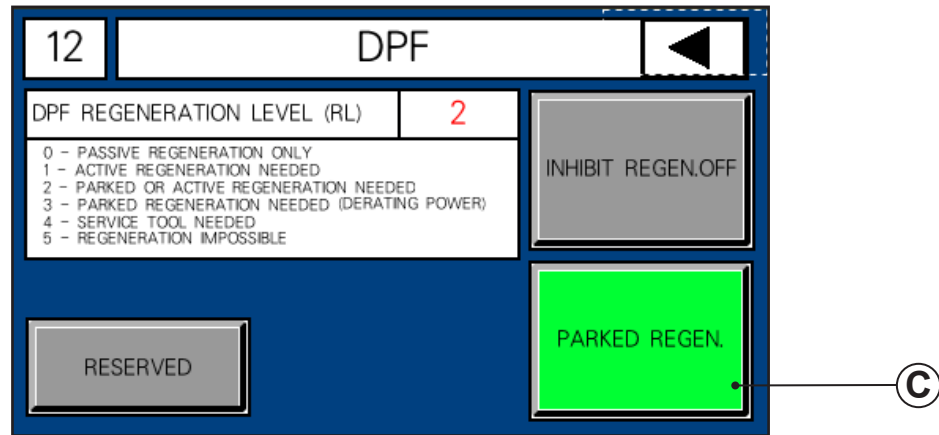 12
DPF
DPF REGENERATION LEVEL (RL)
2
0 - PASSIVE REGENERATION ONLY
1 - ACTIVE REGENERATION NEEDED
2 - PARKED OR ACTIVE REGENERATION NEEDED
3 - PARKED REGENERATION NEEDED (DERATING POWER)
4 - SERVICE TOOL NEEDED
5 - REGENERATION IMPOSSIBLE
INHIBIT REGEN.OFF
PARKED REGEN.
RESERVED
C